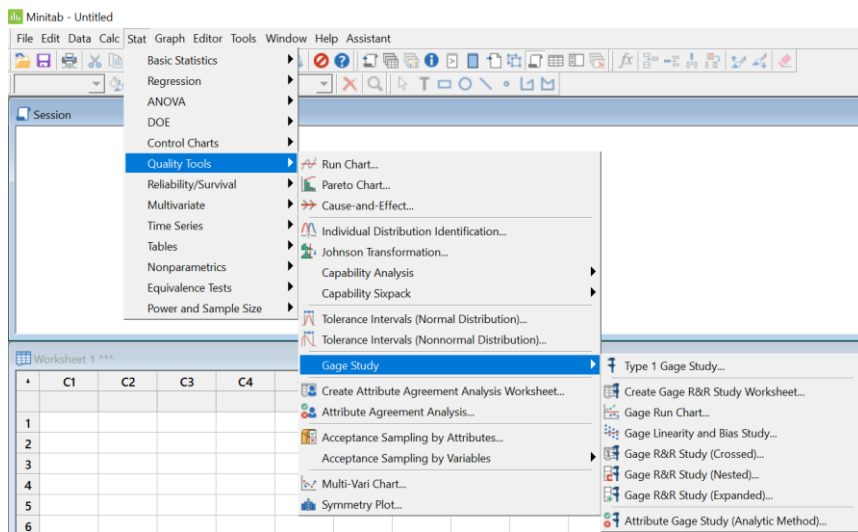 Minitab - Untitled
File Edit Data Calc Stat Graph Editor Tools Window Help Assistant
Basic Statistics
Regression
ANOVA
DOE
Control Charts
Quality Tools
Reliability/Survival
Multivariate
Time Series
Tables
Nonparametrics
Equivalence Tests
Power and Sample Size
Run Chart...
Pareto Chart...
Cause-and-Effect...
Individual Distribution Identification...
Johnson Transformation...
Capability Analysis
Capability Sixpack
Tolerance Intervals (Normal Distribution)...
Tolerance Intervals (Nonnormal Distribution)...
Gage Study
Create Attribute Agreement Analysis Worksheet...
Attribute Agreement Analysis...
Acceptance Sampling by Attributes...
Acceptance Sampling by Variables
Multi-Vari Chart...
Symmetry Plot...
Type 1 Gage Study...
Create Gage R&R Study Worksheet...
Gage Run Chart...
Gage Linearity and Bias Study...
Gage R&R Study (Crossed)...
Gage R&R Study (Nested)...
Gage R&R Study (Expanded)...
Attribute Gage Study (Analytic Method)...
Session
Worksheet 1 ***
C1 C2 C3 C4
1
2
3
4
5
6